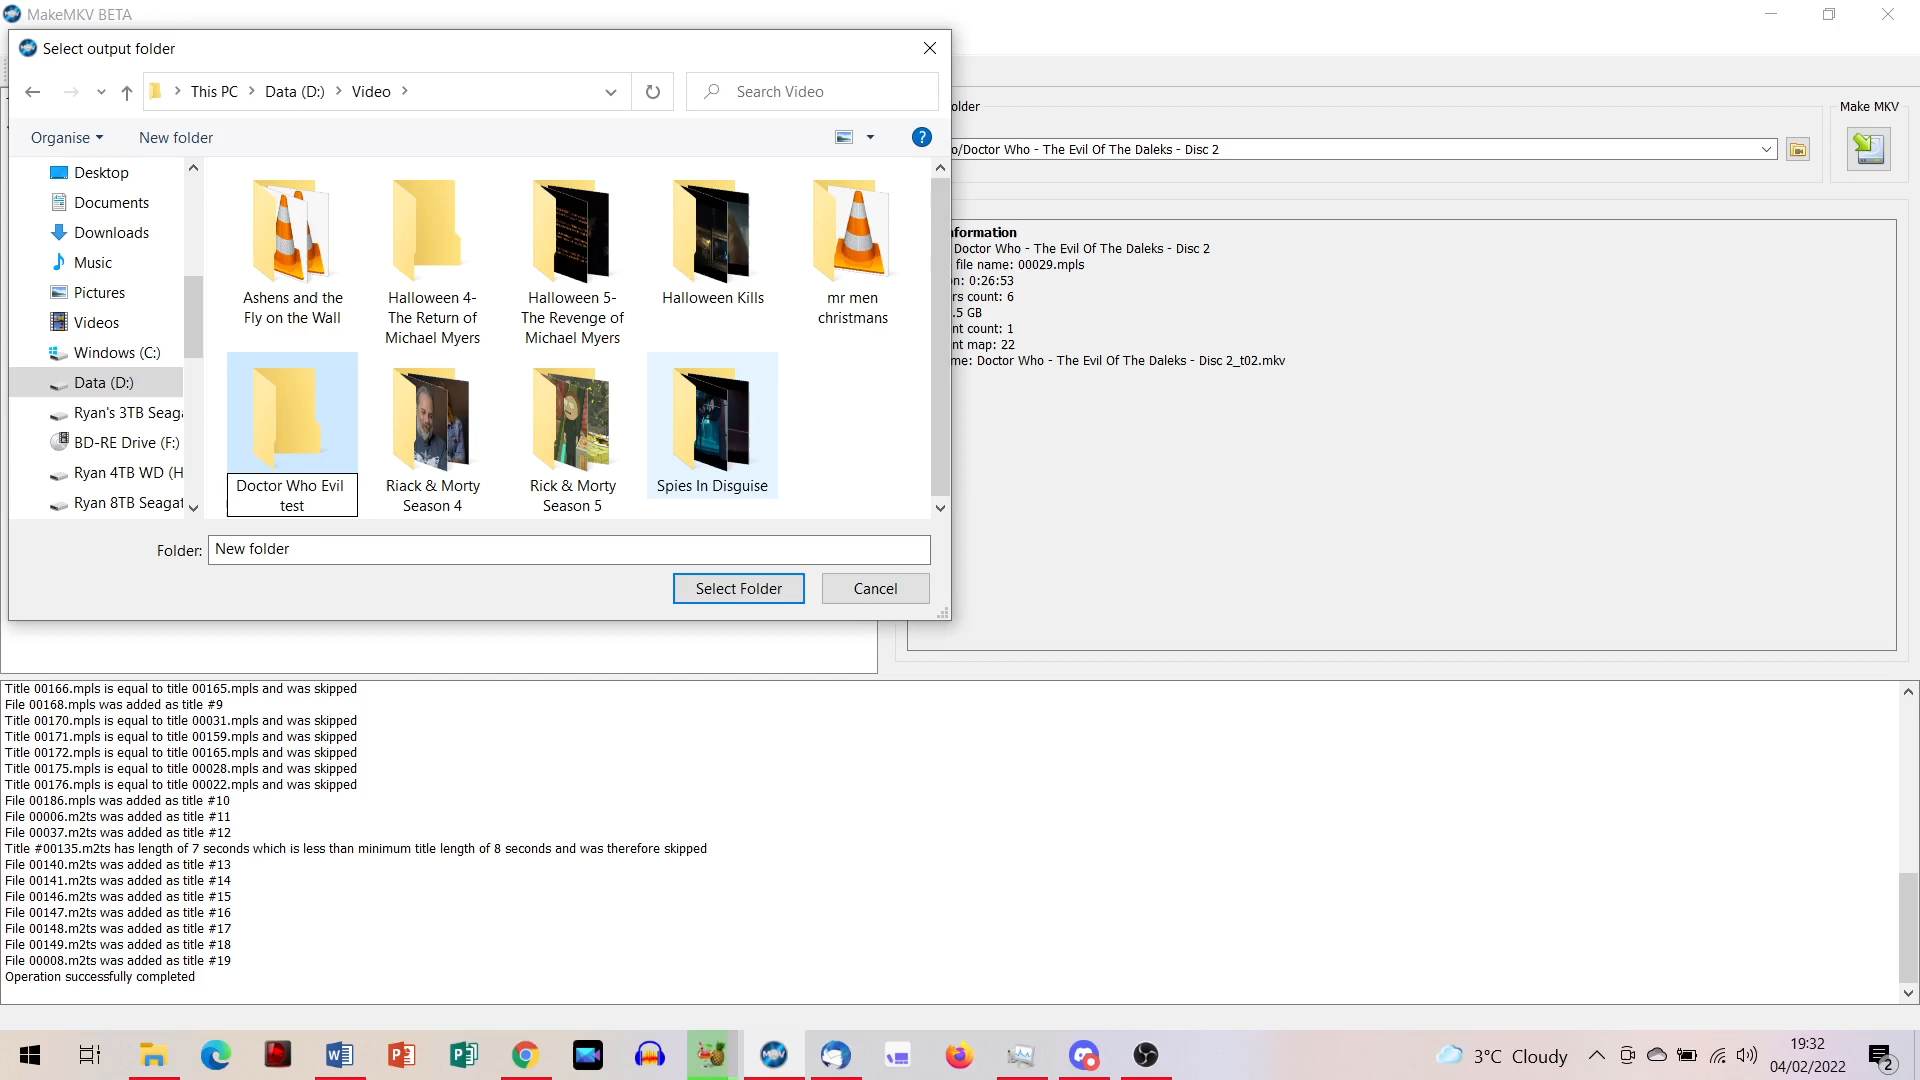 MakeMKV BETA
Select output folder
This PC > Data (D:) > Video >
Search Video
Organise
New folder
Desktop
Documents
Downloads
Music
Pictures
Videos
Windows (C:)
Data (D:)
Ryan's 3TB Seaga
BD-RE Drive (F:)
Ryan 4TB WD (H
Ryan 8TB Seagat
Ashens and the
Fly on the Wall
Halloween 4-
The Return of
Michael Myers
Halloween 5-
The Revenge of
Michael Myers
Halloween Kills
mr men
christmans
Doctor Who Evil
test
Riack & Morty
Season 4
Rick & Morty
Season 5
Spies In Disguise
Folder:
New folder
Select Folder
Cancel
older
o/Doctor Who - The Evil Of The Daleks - Disc 2
Make MKV
formation
Doctor Who - The Evil Of The Daleks - Disc 2
file name: 00029.mpls
n: 0:26:53
rs count: 6
.5 GB
nt count: 1
nt map: 22
me: Doctor Who - The Evil Of The Daleks - Disc 2_t02.mkv
Title 00166.mpls is equal to title 00165.mpls and was skipped
File 00168.mpls was added as title #9
Title 00170.mpls is equal to title 00031.mpls and was skipped
Title 00171.mpls is equal to title 00159.mpls and was skipped
Title 00172.mpls is equal to title 00165.mpls and was skipped
Title 00175.mpls is equal to title 00028.mpls and was skipped
Title 00176.mpls is equal to title 00022.mpls and was skipped
File 00186.mpls was added as title #10
File 00006.m2ts was added as title #11
File 00037.m2ts was added as title #12
Title #00135.m2ts has length of 7 seconds which is less than minimum title length of 8 seconds and was therefore skipped
File 00140.m2ts was added as title #13
File 00141.m2ts was added as title #14
File 00146.m2ts was added as title #15
File 00147.m2ts was added as title #16
File 00148.m2ts was added as title #17
File 00149.m2ts was added as title #18
File 00008.m2ts was added as title #19
Operation successfully completed
3°C Cloudy
19:32
04/02/2022
2